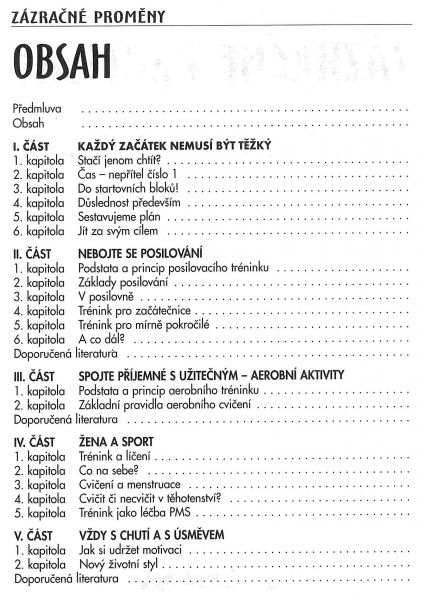 ZÁZRAČNÉ PROMĚNY
OBSAH
Předmluva
Obsah
I. ČÁST KAŽDÝ ZAČÁTEK NEMUSÍ BÝT TĚŽKÝ
1. kapitola Stačí jenom chtít?
2. kapitola Čas – nepřítel číslo 1
3. kapitola Do startovních bloků!
4. kapitola Důslednost především
5. kapitola Sestavujeme plán
6. kapitola Jít za svým cílem
II. ČÁST NEBOJTE SE POSILOVÁNÍ
1. kapitola Podstata a princip posilovacího tréninku
2. kapitola Základy posilování
3. kapitola V posilovně
4. kapitola Trénink pro začátečnice
5. kapitola Trénink pro mírně pokročilé
6. kapitola A co dál?
Doporučená literatura
III. ČÁST SPOJTE PŘÍJEMNÉ S UŽITEČNÝM – AEROBNÍ AKTIVITY
1. kapitola Podstata a princip aerobního tréninku
2. kapitola Základní pravidla aerobního cvičení
Doporučená literatura
IV. ČÁST ŽENA A SPORT
1. kapitola Trénink a líčení
2. kapitola Co na sebe?
3. kapitola Cvičení a menstruace
4. kapitola Cvičit či necvičit v těhotenství?
5. kapitola Trénink jako léčba PMS
V. ČÁST VŽDY S CHUTÍ A S ÚSMĚVEM
1. kapitola Jak si udržet motivaci
2. kapitola Nový životní styl
Doporučená literatura